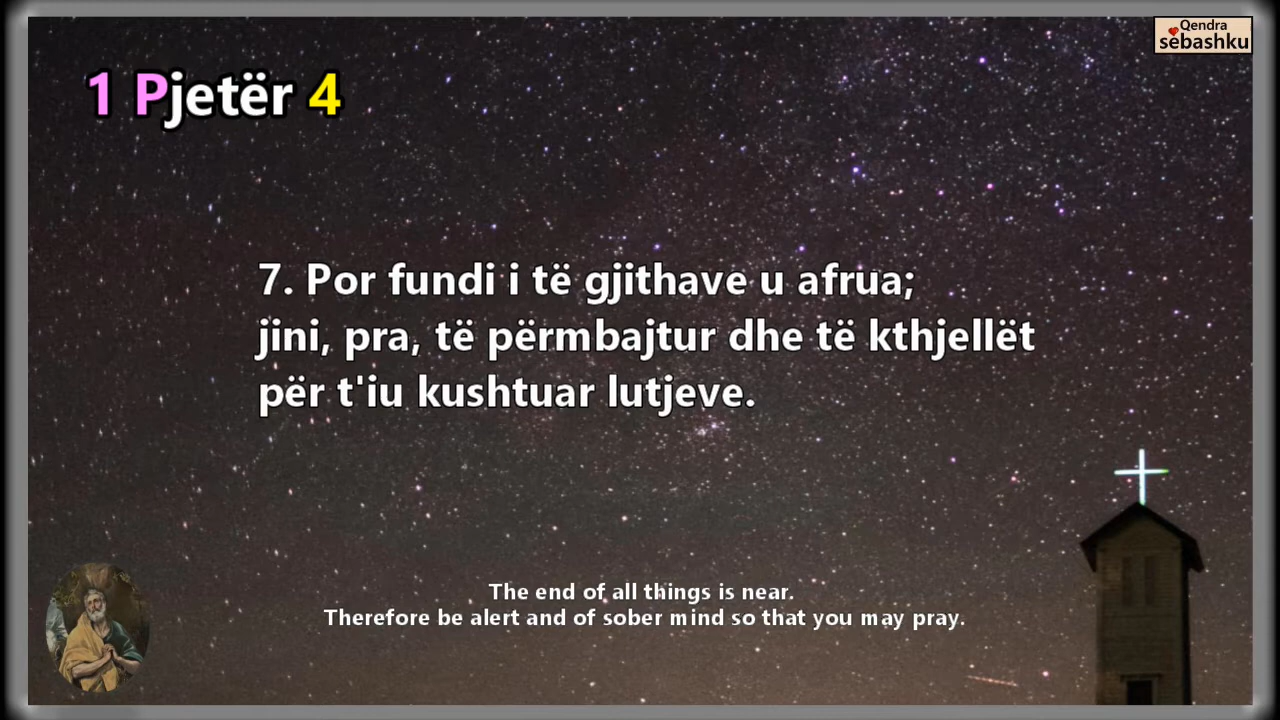 Qendra
sëbashku
1 Pjetër 4
7. Por fundi i të gjithave u afrua;
jini, pra, të përmbajtur dhe të kthjellët
për t'iu kushtuar lutjeve.
The end of all things is near.
Therefore be alert and of sober mind so that you may pray.